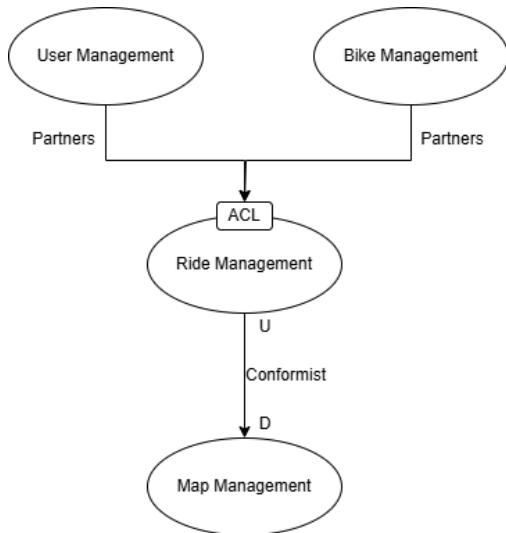 User Management
Bike Management
Partners
Partners
ACL
Ride Management
U
Conformist
D
Map Management